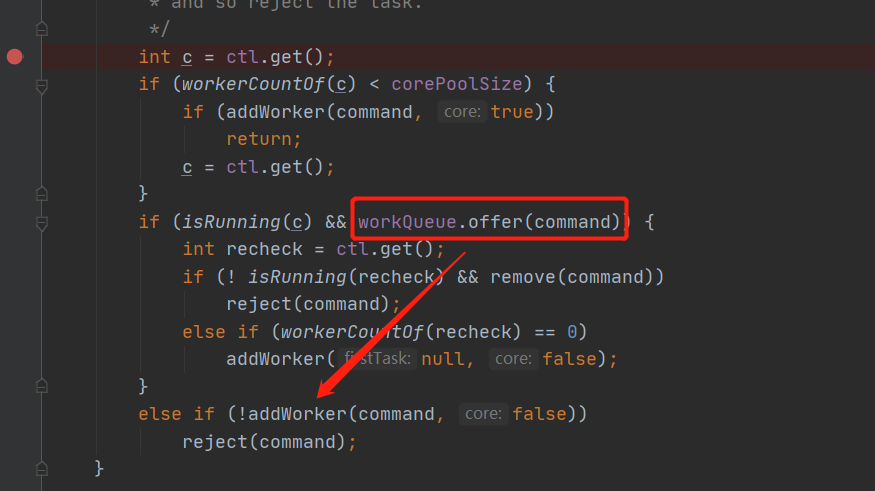 * and so reject the task.
*/
int c = ctl.get();
if (workerCountOf(c) < corePoolSize) {
if (addWorker(command, core: true))
return;
c = ctl.get();
}
if (isRunning(c) && workQueue.offer(command)) {
int recheck = ctl.get();
if (! isRunning(recheck) && remove(command))
reject(command);
else if (workerCountOf(recheck) == 0)
addWorker( firstTask: null, core: false);
}
else if (!addWorker(command, core: false))
reject(command);
}